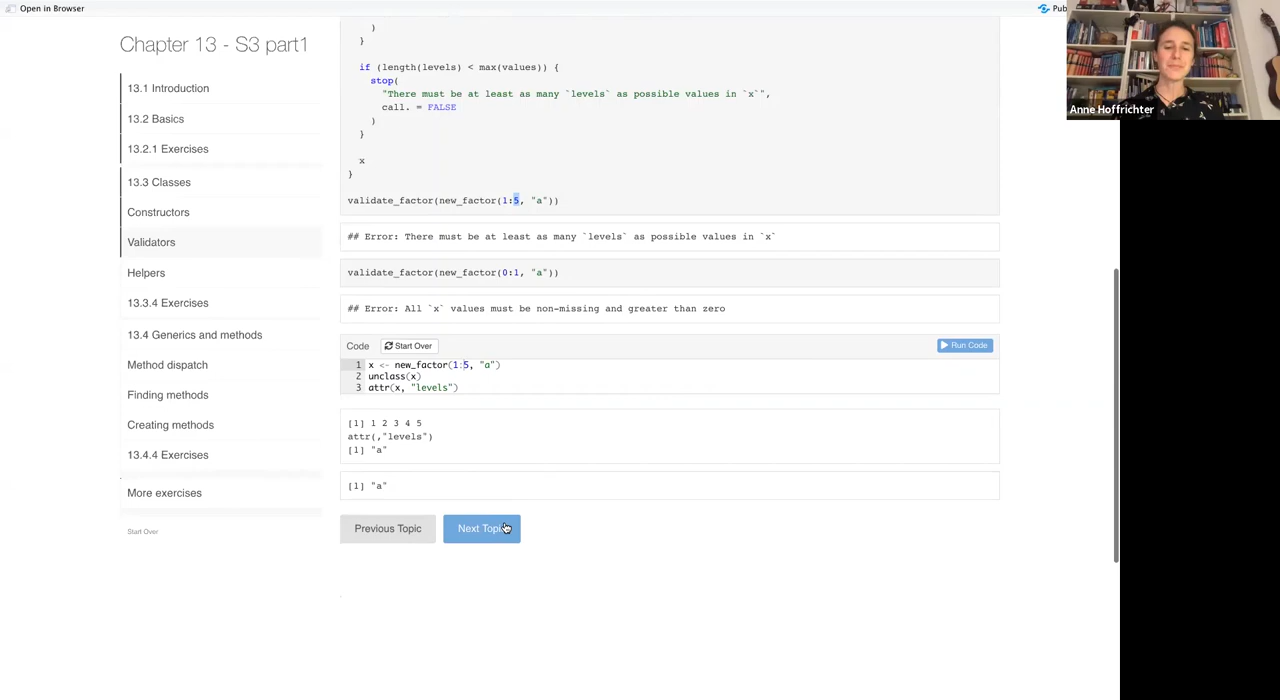 Open in Browser
Pub
Anne Hoffrichter
Chapter 13 - S3 part1
13.1 Introduction
13.2 Basics
13.2.1 Exercises
13.3 Classes
Constructors
Validators
Helpers
13.3.4 Exercises
13.4 Generics and methods
Method dispatch
Finding methods
Creating methods
13.4.4 Exercises
More exercises
Start Over
)
}
if (length(levels) < max(values)) {
stop(
"There must be at least as many `levels` as possible values in `x`",
call. = FALSE
)
}
x
}
validate_factor(new_factor(1:5, "a"))
## Error: There must be at least as many `levels` as possible values in `x`
validate_factor(new_factor(0:1, "a"))
## Error: All `x` values must be non-missing and greater than zero
Code Start Over Run Code
1 x <- new_factor(1:5, "a")
2 unclass(x)
3 attr(x, "levels")
[1] 1 2 3 4 5
attr(,"levels")
[1] "a"
[1] "a"
Previous Topic Next Topic